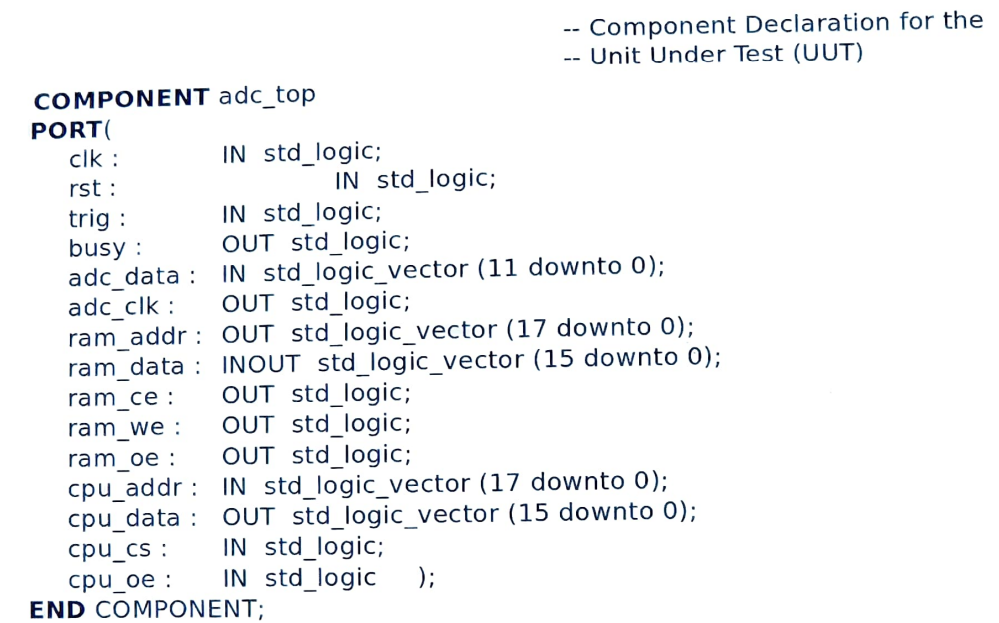 -- Component Declaration for the
-- Unit Under Test (UUT)
COMPONENT adc_top
PORT(
clk : IN std_logic;
rst : IN std_logic;
trig : IN std_logic;
busy : OUT std_logic;
adc_data : IN std_logic_vector (11 downto 0);
adc_clk : OUT std_logic;
ram_addr : OUT std_logic_vector (17 downto 0);
ram_data : INOUT std_logic_vector (15 downto 0);
ram_ce : OUT std_logic;
ram_we : OUT std_logic;
ram_oe : OUT std_logic;
cpu_addr : IN std_logic_vector (17 downto 0);
cpu_data : OUT std_logic_vector (15 downto 0);
cpu_cs : IN std_logic;
cpu_oe : IN std_logic );
END COMPONENT;